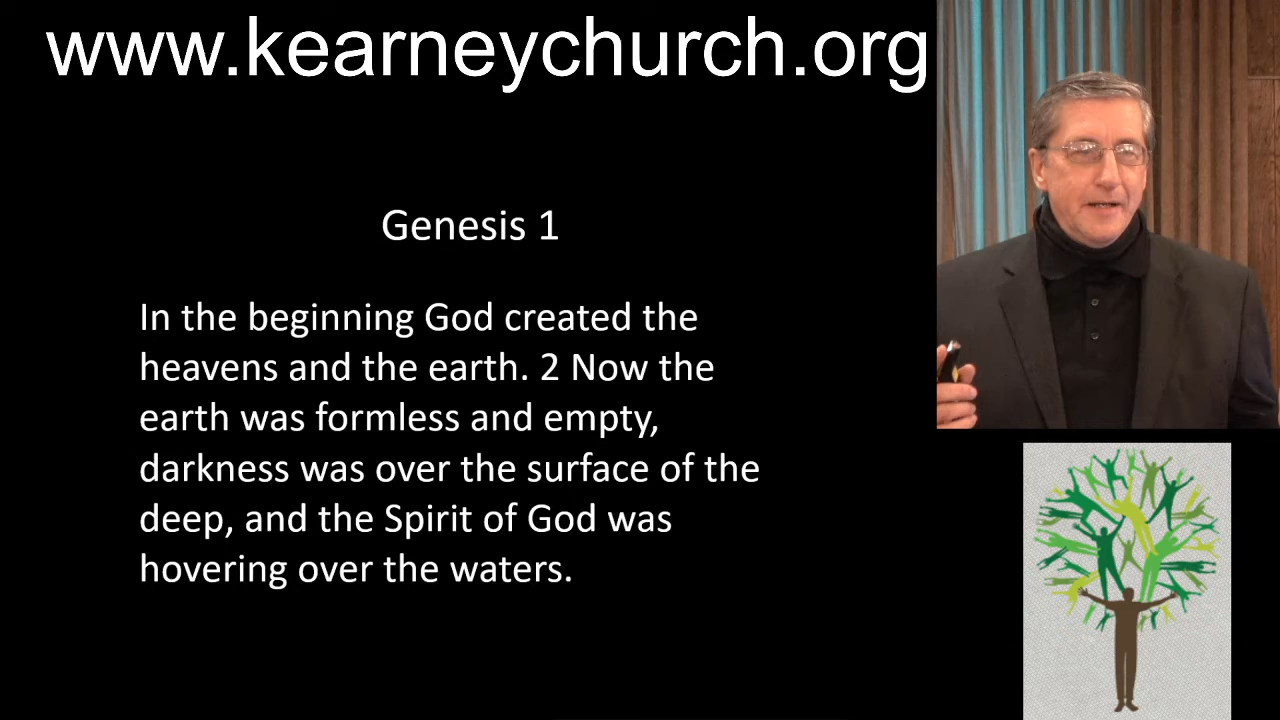 www.kearneychurch.org
Genesis 1
In the beginning God created the
heavens and the earth. 2 Now the
earth was formless and empty,
darkness was over the surface of the
deep, and the Spirit of God was
hovering over the waters.